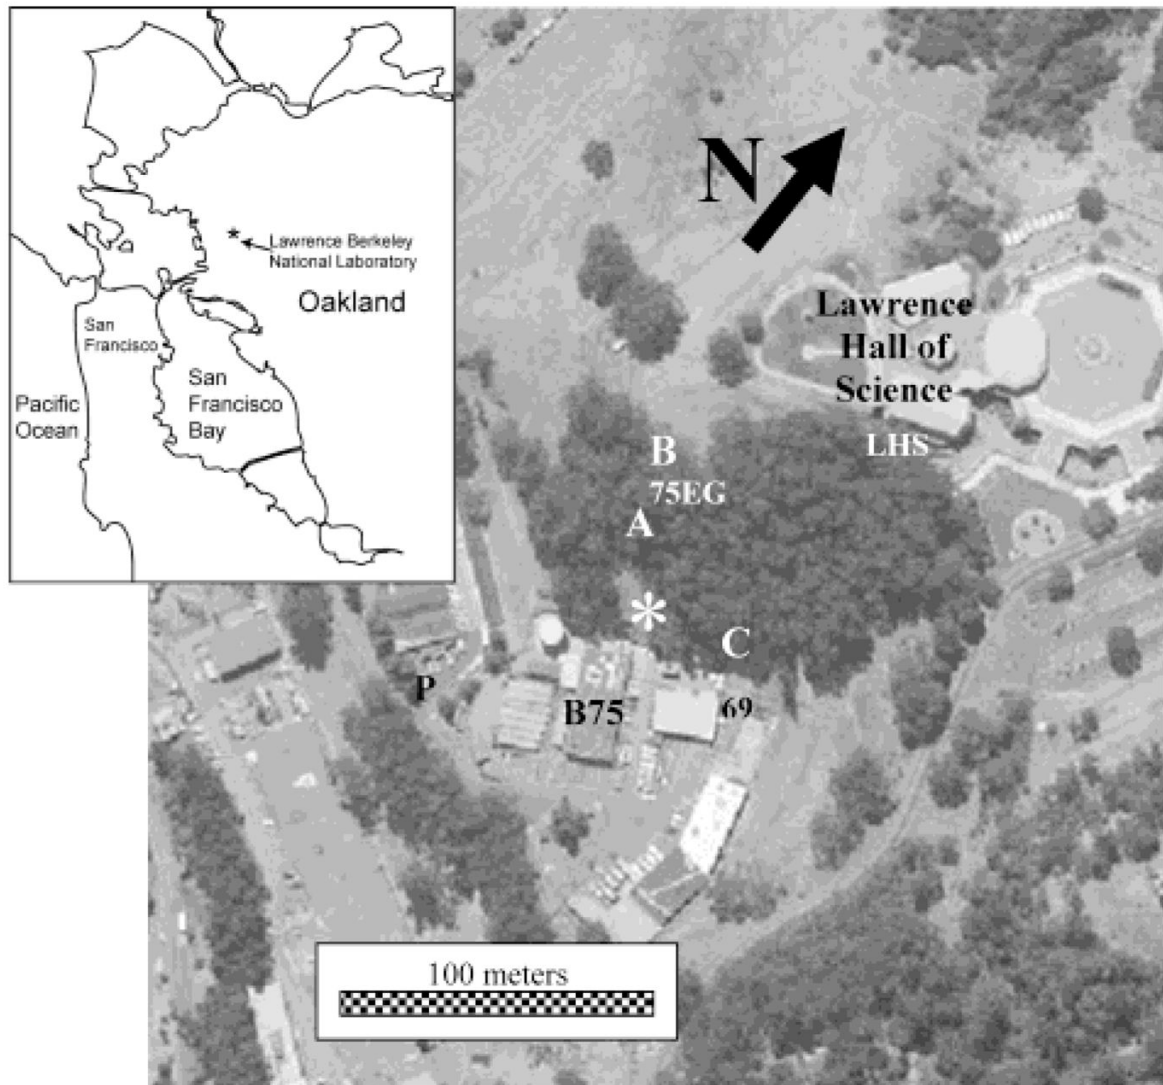 Lawrence Berkeley
National Laboratory
Oakland
San
Francisco
San
Francisco
Bay
Pacific
Ocean
N
Lawrence
Hall of
Science
LHS
B
75EG
A
*
C
P
B75
69
100 meters